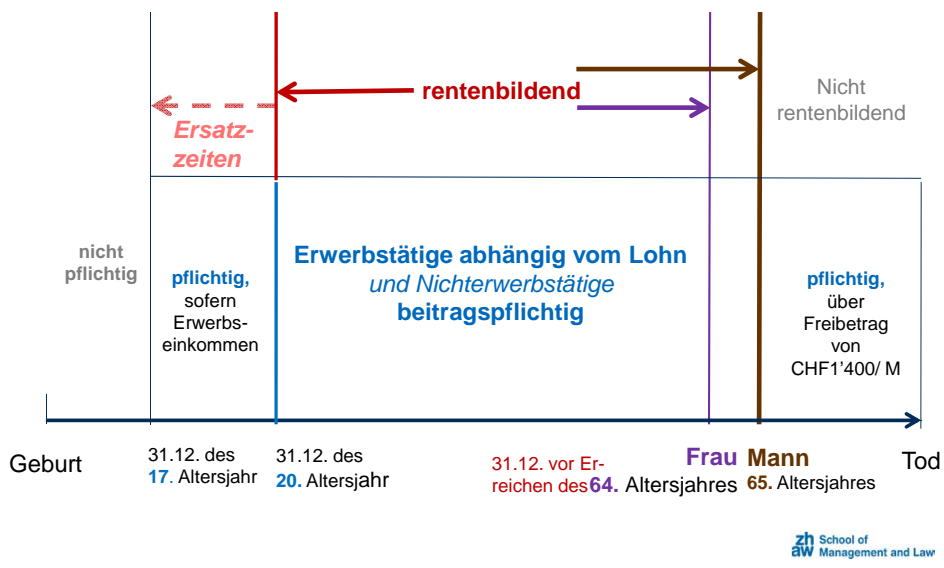 rentenbildend
Nicht
rentenbildend
Ersatz-
zeiten
nicht
pflichtig
pflichtig,
sofern
Erwerbs-
einkommen
Erwerbstätige abhängig vom Lohn
und Nichterwerbstätige
beitragspflichtig
pflichtig,
über
Freibetrag
von
CHF1'400/ M
Geburt
31.12. des
17. Altersjahr
31.12. des
20. Altersjahr
31.12. vor Er-
reichen des 64. Altersjahres
Frau
Mann
65. Altersjahres
Tod
zh
aw
School of
Management and Law